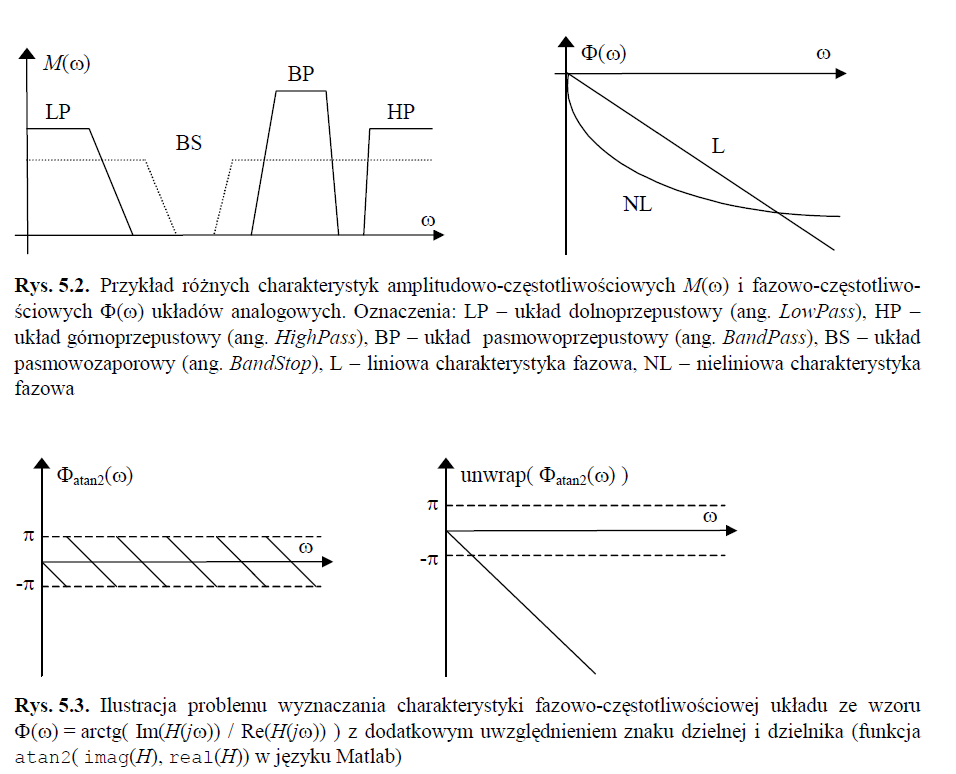 M(ω)
LP
BS
BP
HP
ω
Φ(ω)
ω
L
NL
Rys. 5.2. Przykład różnych charakterystyk amplitudowo-częstotliwościowych M(ω) i fazowo-częstotliwo-
ściowych Φ(ω) układów analogowych. Oznaczenia: LP – układ dolnoprzepustowy (ang. LowPass), HP –
układ górnoprzepustowy (ang. HighPass), BP – układ pasmowoprzepustowy (ang. BandPass), BS – układ
pasmowozaporowy (ang. BandStop), L – liniowa charakterystyka fazowa, NL – nieliniowa charakterystyka
fazowa
Φatan2(ω)
π
ω
-π
unwrap( Φatan2(ω) )
π
ω
-π
Rys. 5.3. Ilustracja problemu wyznaczania charakterystyki fazowo-częstotliwościowej układu ze wzoru
Φ(ω) = arctg( Im(H(jω)) / Re(H(jω)) ) z dodatkowym uwzględnieniem znaku dzielnej i dzielnika (funkcja
atan2( imag(H), real(H)) w języku Matlab)